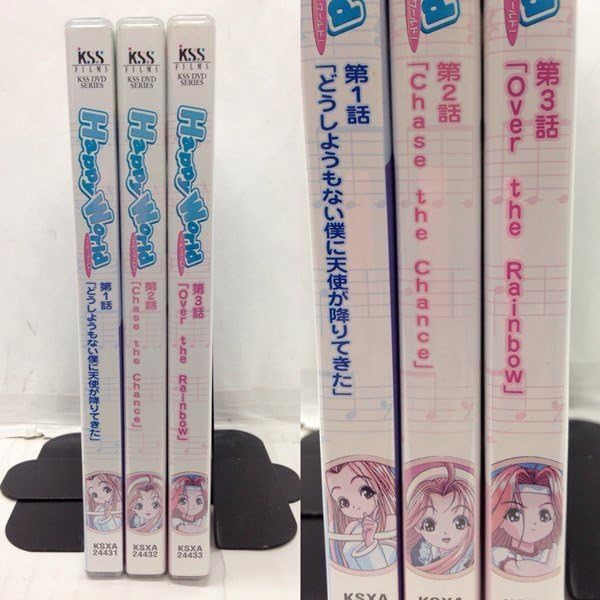 KSS
FILMS
KSS DVD
SERIES
Happy World
第1話
「どうしようもない僕に天使が降りてきた」
KSXA
24431
KSS
FILMS
KSS DVD
SERIES
Happy World
第2話
「Chase the Chance」
KSXA
24432
KSS
FILMS
KSS DVD
SERIES
Happy World
第3話
「Over the Rainbow」
KSXA
24433
ワールド!
第1話
「どうしようもない僕に天使が降りてきた」
KSXA
第2話
「Chase the Chance」
KSXA
第3話
「Over the Rainbow」
KSXA